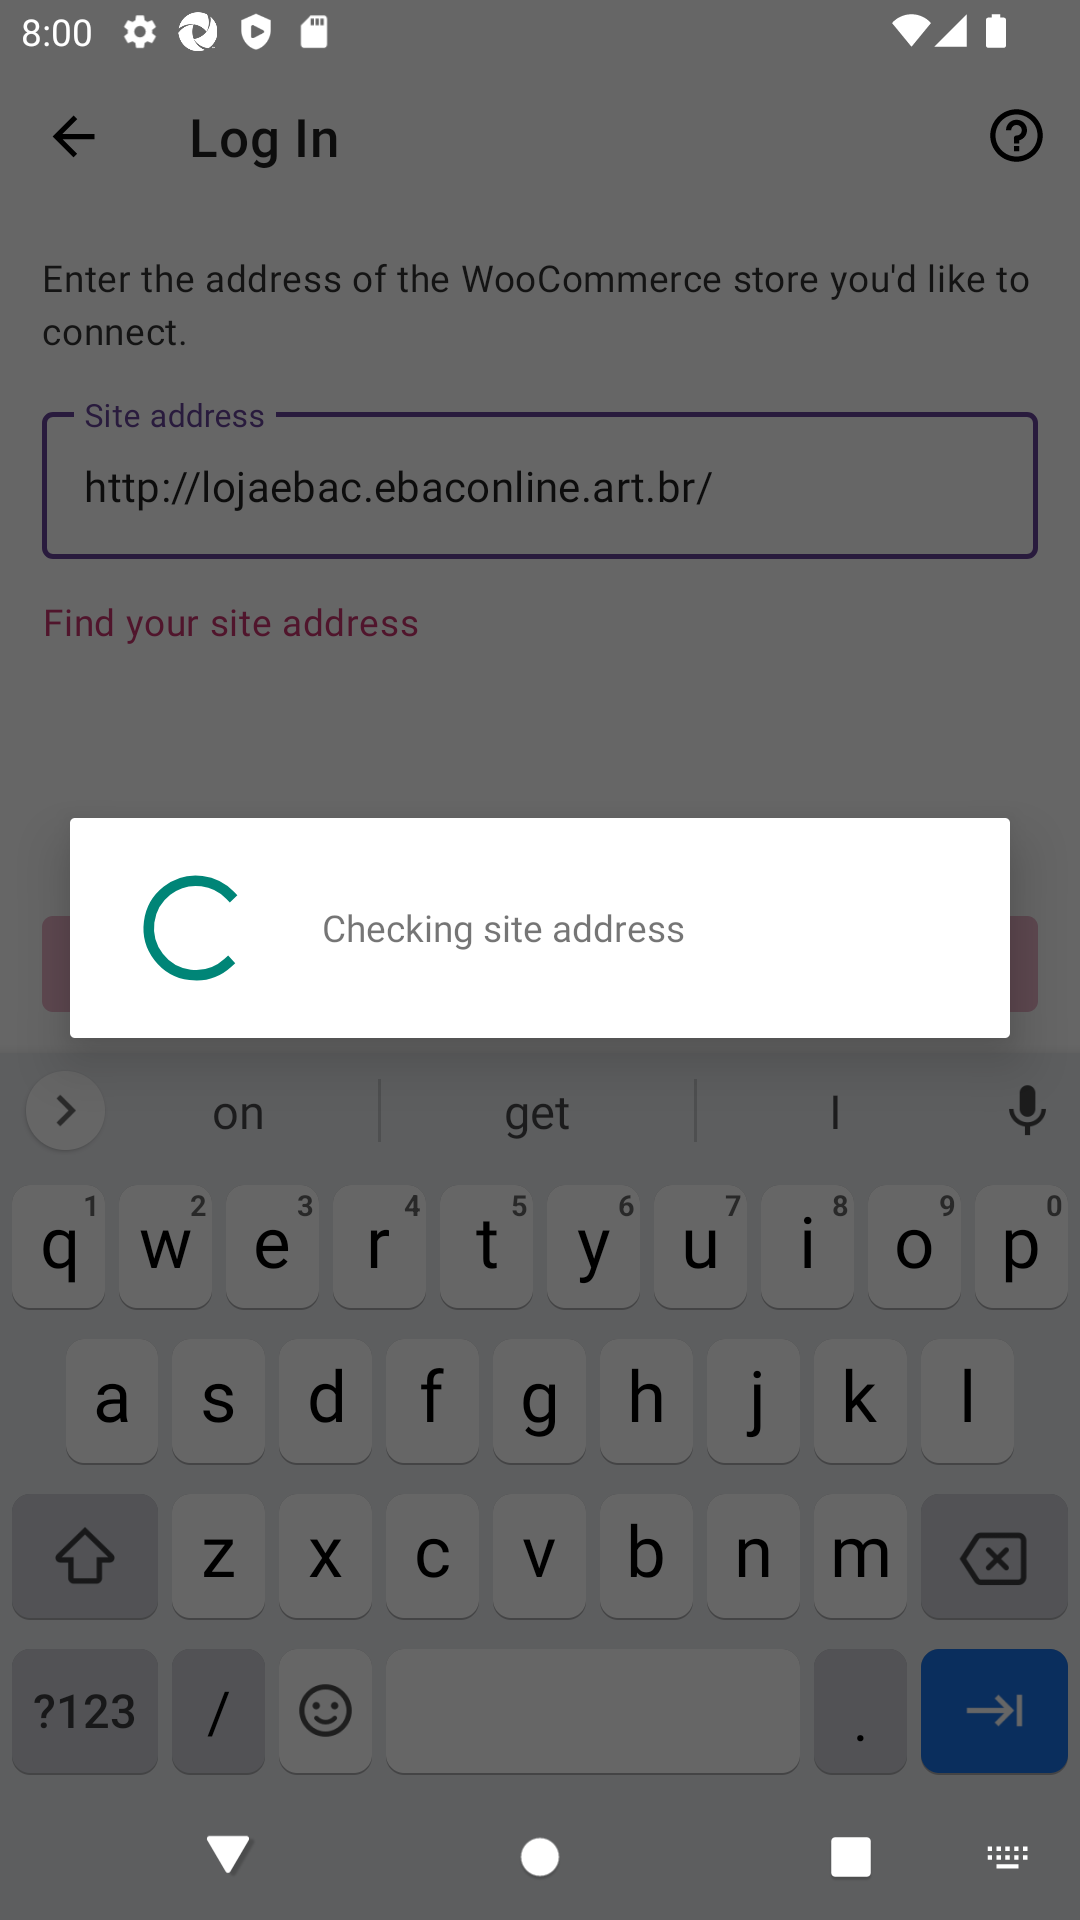 8:00
Log In
Enter the address of the WooCommerce store you'd like to
connect.
Site address
http://lojaebac.ebaconline.art.br/
Find your site address
Checking site address
on get I
1 2 3 4 5 6 7 8 9 0
q w e r t y u i o p
a s d f g h j k l
z x c v b n m
?123 / .